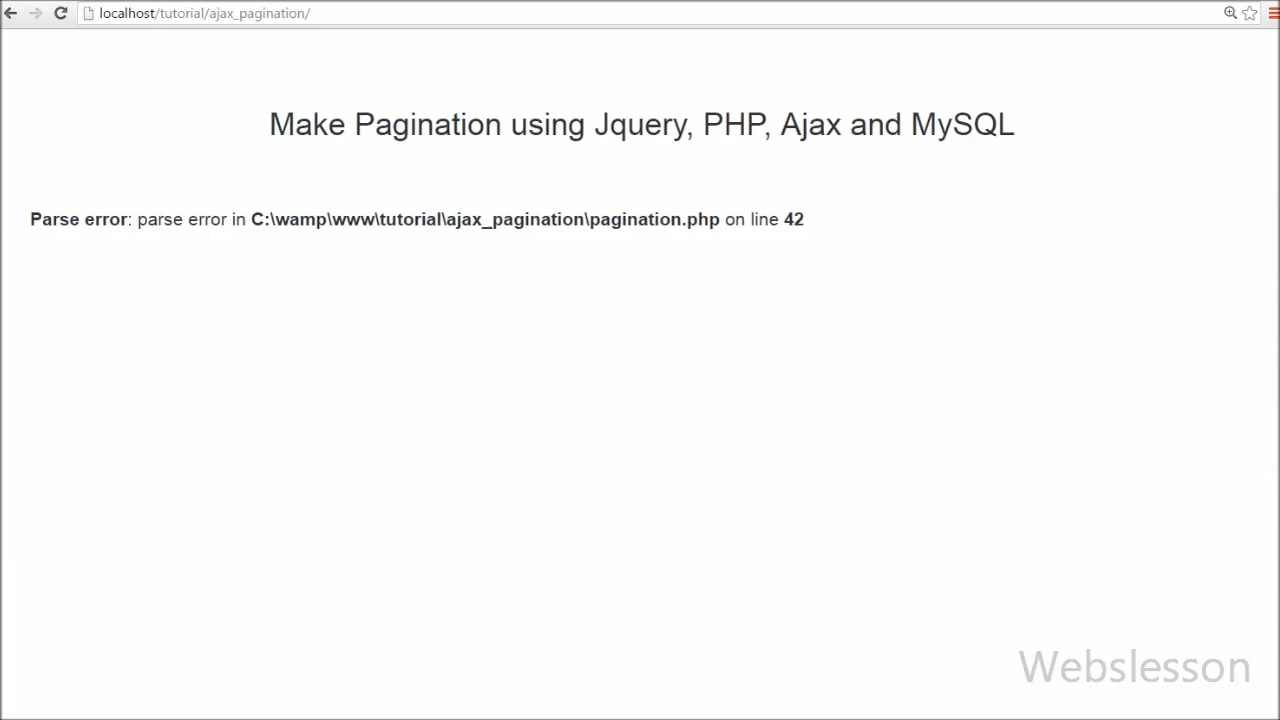 localhost/tutorial/ajax_pagination/
Make Pagination using Jquery, PHP, Ajax and MySQL
Parse error: parse error in C:\wamp\www\tutorial\ajax_pagination\pagination.php on line 42
Webslesson